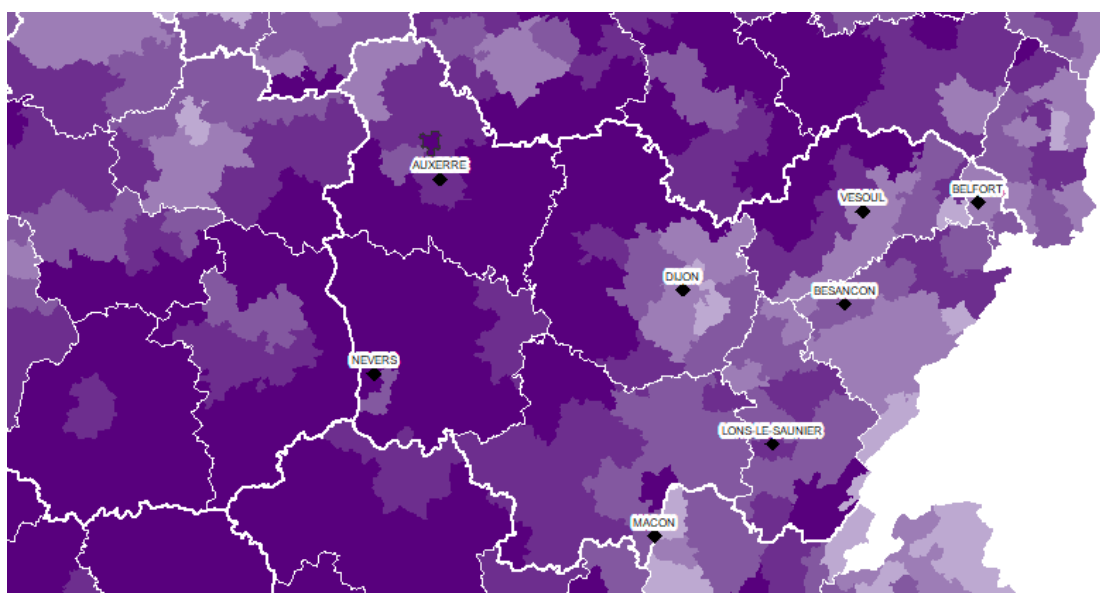 AUXERRE
VESOUL
BELFORT
DIJON
BESANCON
NEVERS
LONS-LE-SAUNIER
MACON